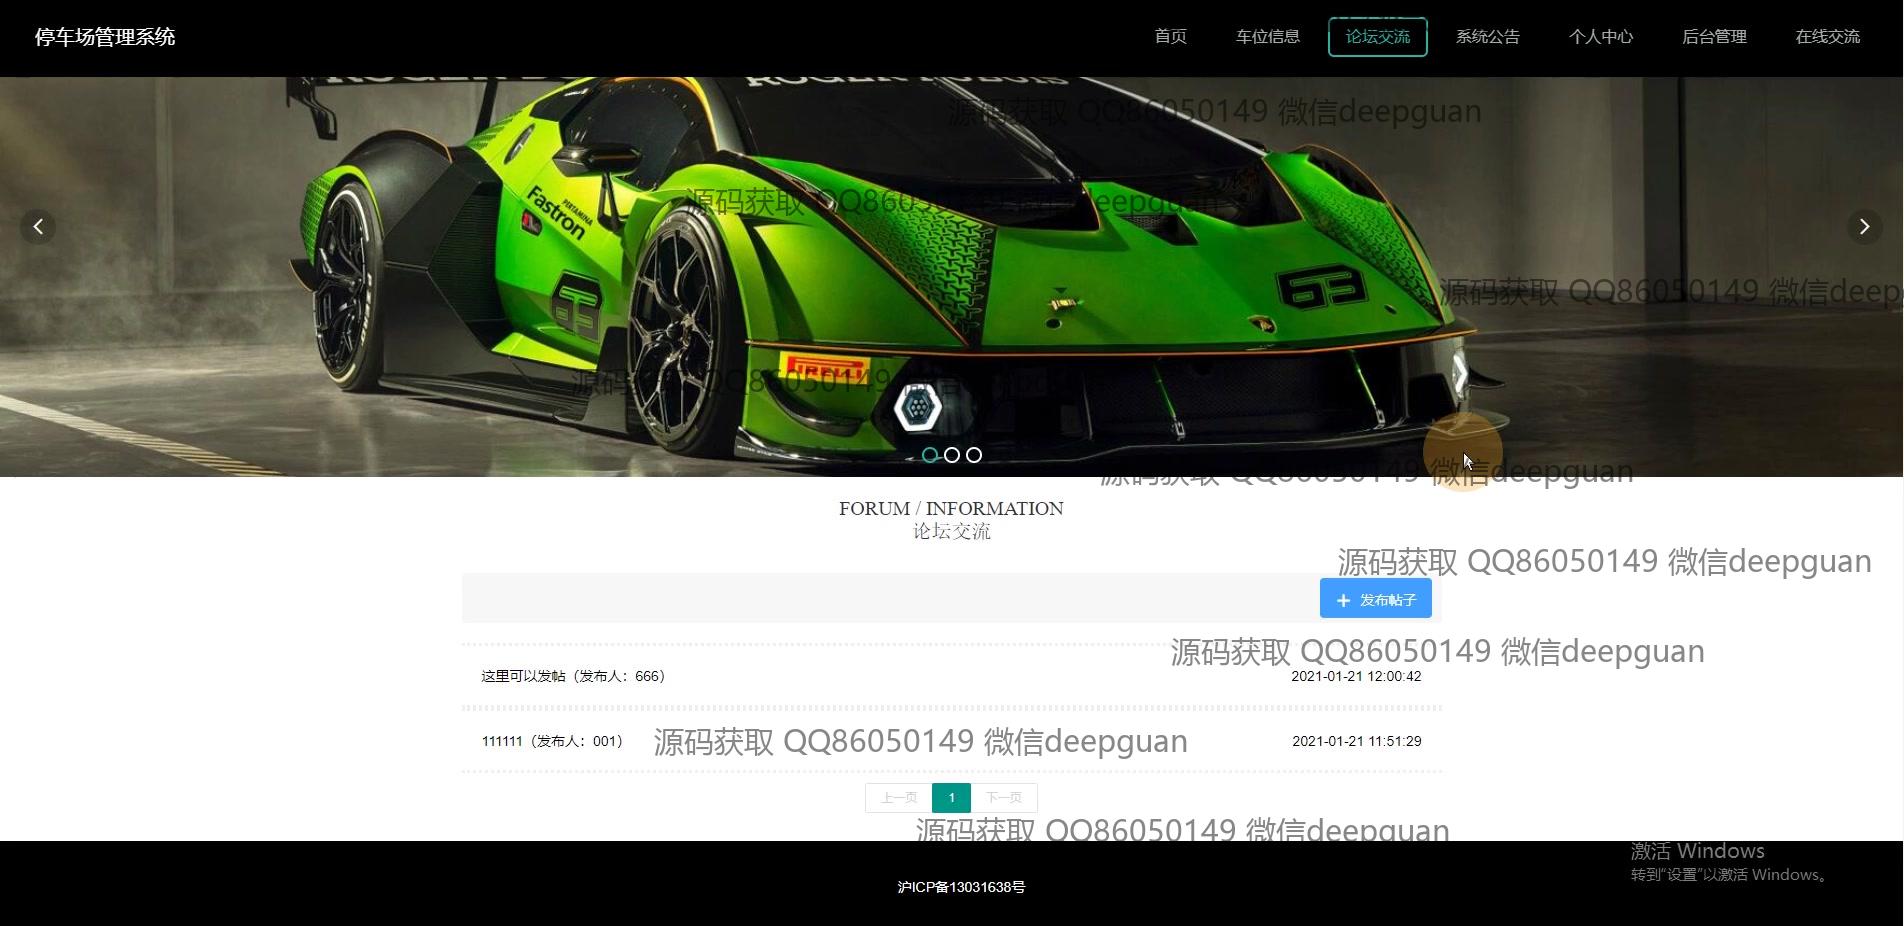 停车场管理系统
首页 车位信息 论坛交流 系统公告 个人中心 后台管理 在线交流
源码获取 QQ86050149 微信deepguan
PERTAMINA
Fastron
源码获取
63
63
源码获取 QQ86050149 微信deep
PIRELLI
QQ86050149
源码获取 QQ86050149 微信deepguan
FORUM / INFORMATION
论坛交流
源码获取 QQ86050149 微信deepguan
发布帖子
源码获取 QQ86050149 微信deepguan
这里可以发帖（发布人：666） 2021-01-21 12:00:42
111111（发布人：001） 源码获取 QQ86050149 微信deepguan 2021-01-21 11:51:29
上一页 1 下一页
源码获取 QQ86050149 微信deepguan
激活 Windows
转到“设置”以激活 Windows。
沪ICP备13031638号